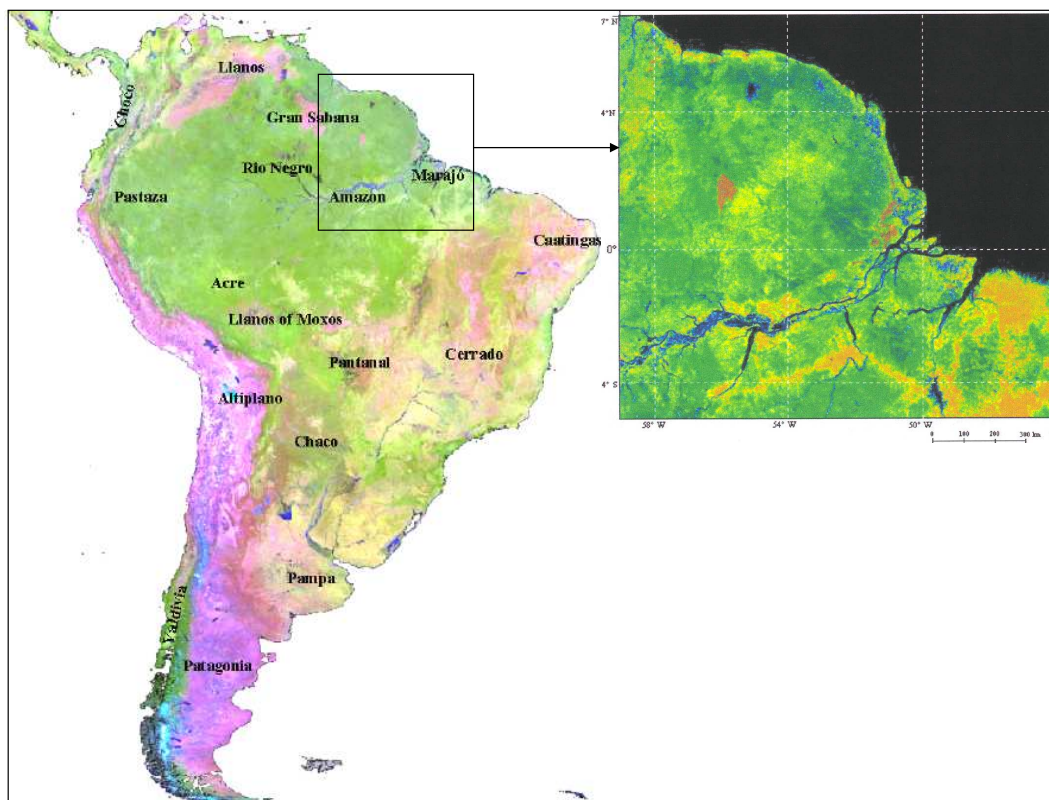 Llanos
Choco
Gran Sabana
Rio Negro
Marajó
Pastaza
Amazon
Caatingas
Acre
Llanos of Moxos
Pantanal
Cerrado
Altiplano
Chaco
Pampa
Valdivia
Patagonia
7° N
4° N
0°
4° S
58° W
54° W
50° W
0 100 200 300 km